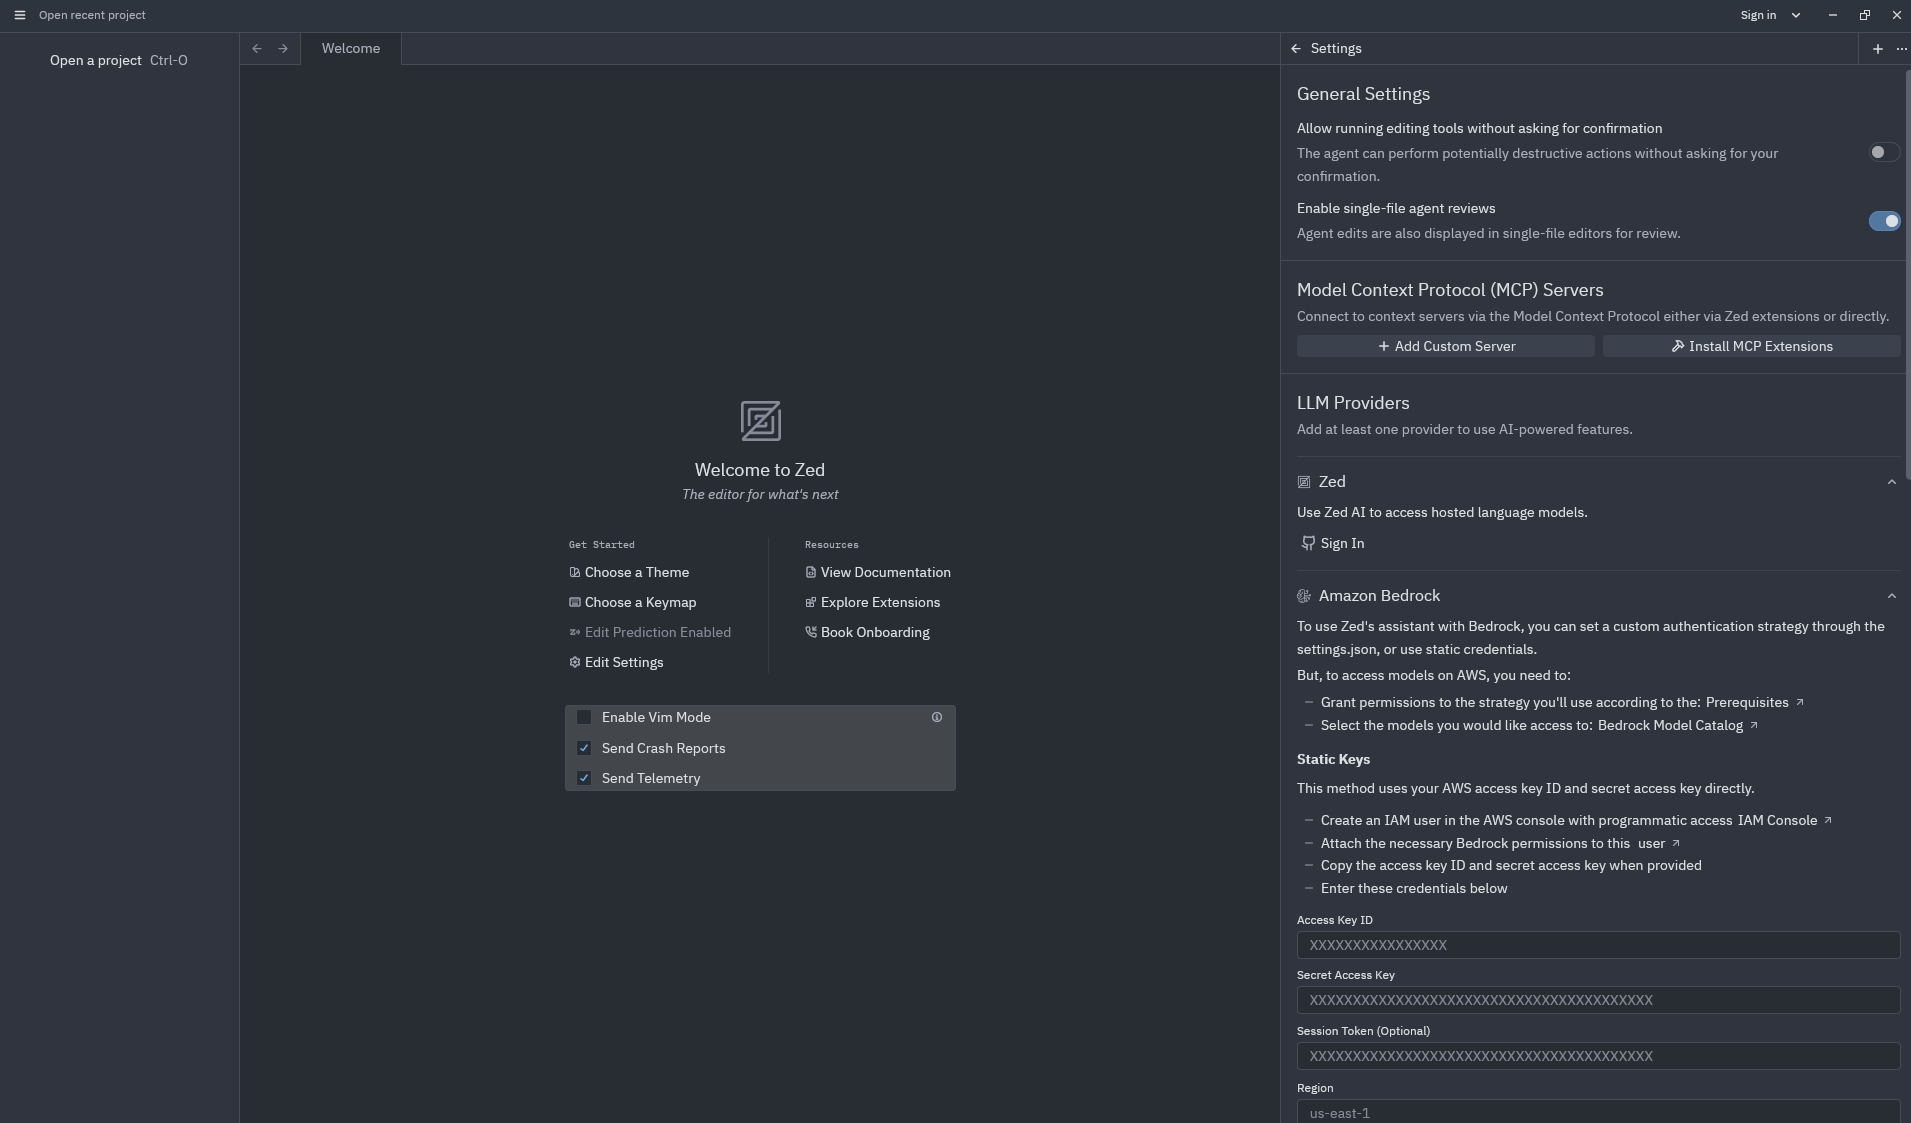 Open recent project
Sign in
Open a project Ctrl-O
Welcome
Welcome to Zed
The editor for what's next
Get Started
Choose a Theme
Choose a Keymap
Edit Prediction Enabled
Edit Settings
Resources
View Documentation
Explore Extensions
Book Onboarding
Enable Vim Mode
Send Crash Reports
Send Telemetry
Settings
General Settings
Allow running editing tools without asking for confirmation
The agent can perform potentially destructive actions without asking for your
confirmation.
Enable single-file agent reviews
Agent edits are also displayed in single-file editors for review.
Model Context Protocol (MCP) Servers
Connect to context servers via the Model Context Protocol either via Zed extensions or directly.
Add Custom Server
Install MCP Extensions
LLM Providers
Add at least one provider to use AI-powered features.
Zed
Use Zed AI to access hosted language models.
Sign In
Amazon Bedrock
To use Zed's assistant with Bedrock, you can set a custom authentication strategy through the
settings.json, or use static credentials.
But, to access models on AWS, you need to:
– Grant permissions to the strategy you'll use according to the: Prerequisites ↗
– Select the models you would like access to: Bedrock Model Catalog ↗
Static Keys
This method uses your AWS access key ID and secret access key directly.
– Create an IAM user in the AWS console with programmatic access IAM Console ↗
– Attach the necessary Bedrock permissions to this user ↗
– Copy the access key ID and secret access key when provided
– Enter these credentials below
Access Key ID
XXXXXXXXXXXXXXXX
Secret Access Key
XXXXXXXXXXXXXXXXXXXXXXXXXXXXXXXXXXXXXXXX
Session Token (Optional)
XXXXXXXXXXXXXXXXXXXXXXXXXXXXXXXXXXXXXXXX
Region
us-east-1